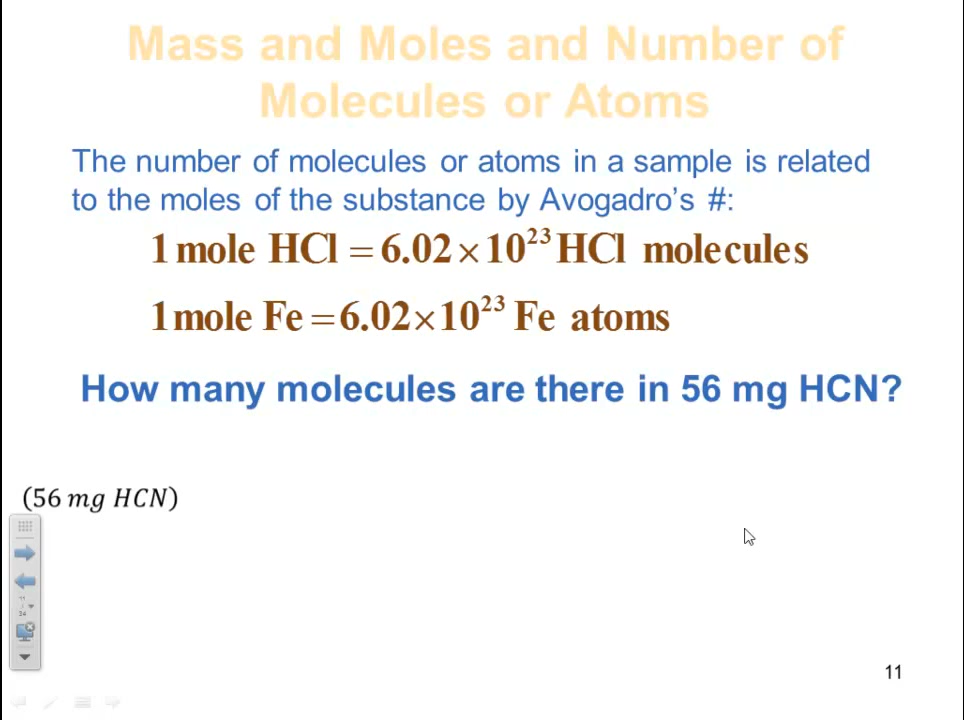 Mass and Moles and Number of
Molecules or Atoms
The number of molecules or atoms in a sample is related
to the moles of the substance by Avogadro's #:
1 mole HCl = 6.02 × 10²³ HCl molecules
1 mole Fe = 6.02 × 10²³ Fe atoms
How many molecules are there in 56 mg HCN?
(56 mg HCN)
11
/
34
11